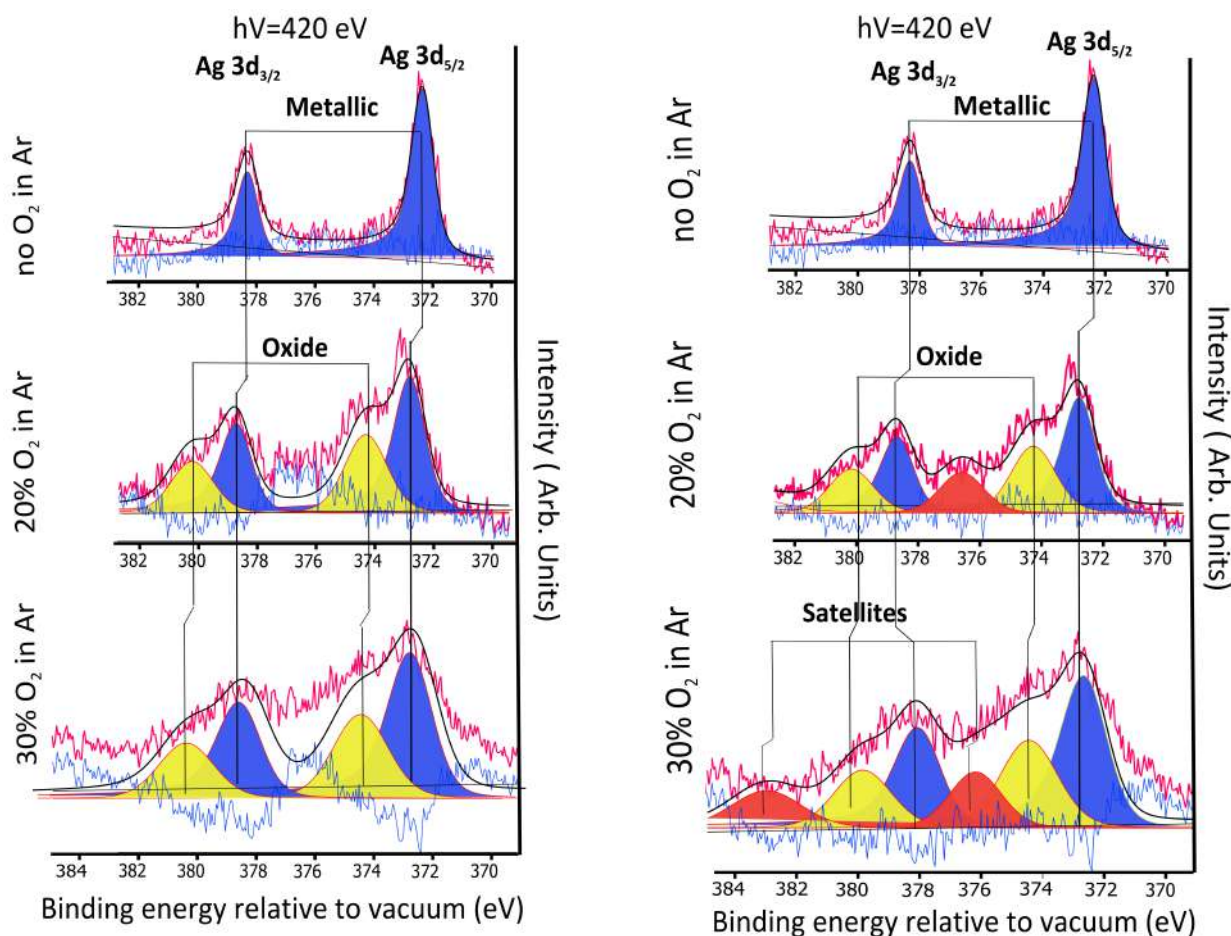 hV=420 eV
Ag 3d3/2
Ag 3d5/2
Metallic
no O2 in Ar
382 380 378 376 374 372 370
Oxide
20% O2 in Ar
382 380 378 376 374 372 370
30% O2 in Ar
384 382 380 378 376 374 372 370
Binding energy relative to vacuum (eV)
Intensity ( Arb. Units)
hV=420 eV
Ag 3d3/2
Ag 3d5/2
Metallic
no O2 in Ar
382 380 378 376 374 372 370
Oxide
20% O2 in Ar
382 380 378 376 374 372 370
Satellites
30% O2 in Ar
384 382 380 378 376 374 372 370
Binding energy relative to vacuum (eV)
Intensity ( Arb. Units)